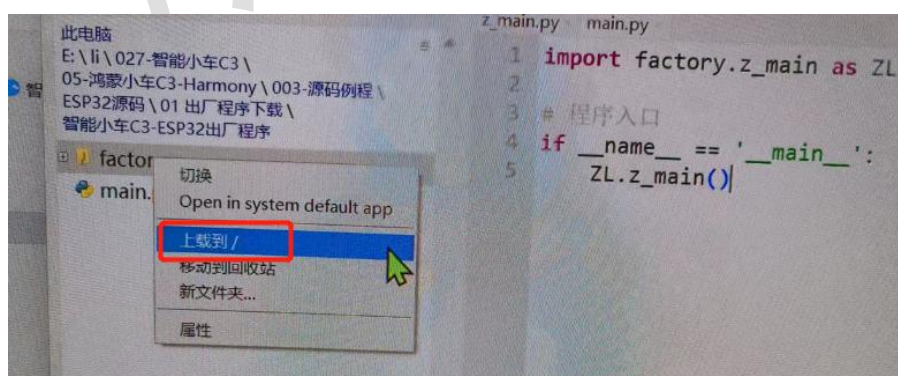 此电脑
E:\li\027-智能小车C3\
05-鸿蒙小车C3-Harmony\003-源码例程\
ESP32源码\01 出厂程序下载\
智能小车C3-ESP32出厂程序
智
factor
main.
切换
Open in system default app
上载到 /
移动到回收站
新文件夹...
属性
z_main.py main.py
1 import factory.z_main as ZL
2
3 # 程序入口
4 if __name__ == '__main__':
5 ZL.z_main()